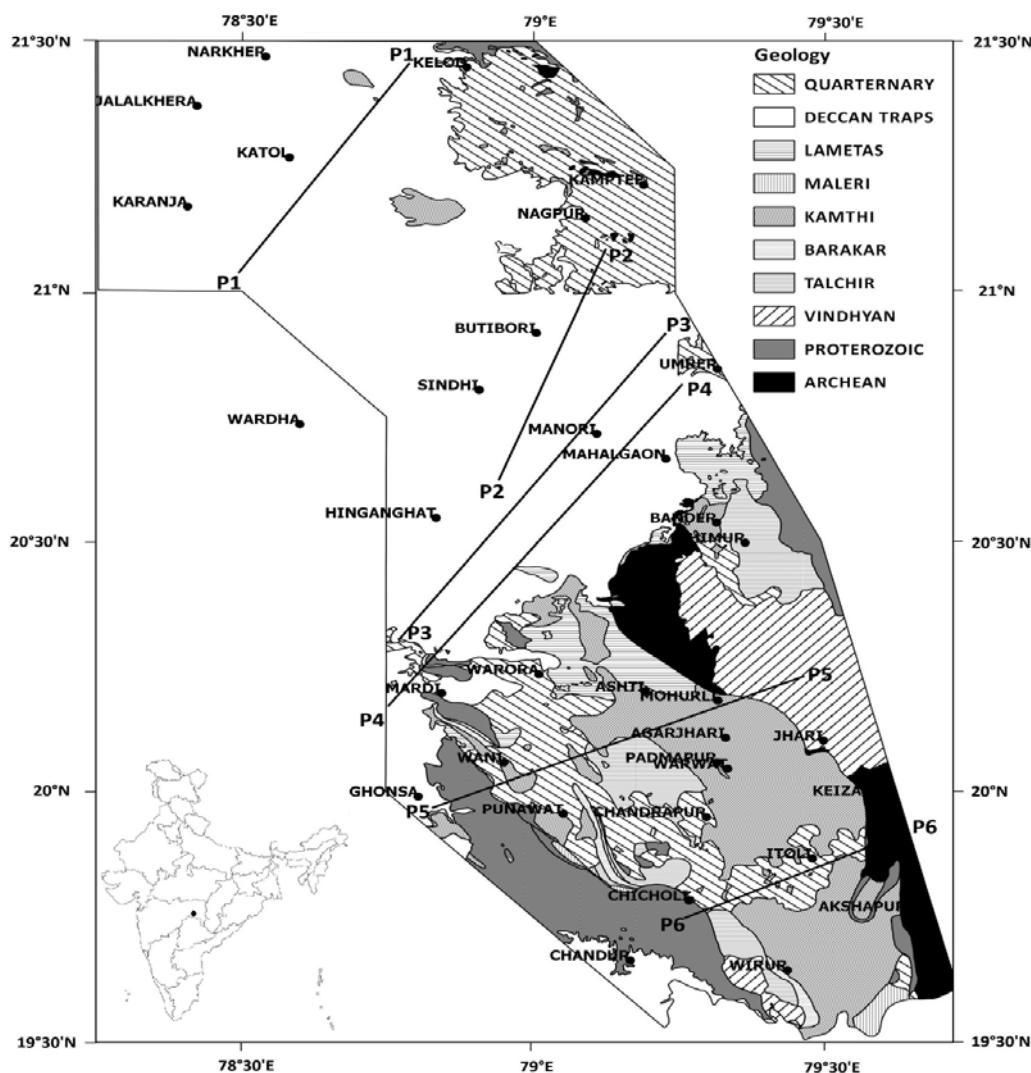 78°30'E 79°E 79°30'E
21°30'N
21°30'N
NARKHER
P1
KELOD
JALALKHERA
KATOL
KAMPTEE
KARANJA
NAGPUR
P2
P1
21°N
21°N
P3
BUTIBORI
UMRER
SINDHI
P4
WARDHA
MANORI
MAHALGAON
P2
HINGANGHAT
BANDER
20°30'N
20°30'N
P3
WARORA
P5
MARDI
ASHTI
MOHURLI
P4
AGARJHARI
JHARI
WANI
PADMAPUR
WARWAT
GHONSA
20°N
20°N
KEIZA
P5
PUNAWAT
CHANDRAPUR
P6
ITOLI
CHICHOLI
AKSHAPUR
P6
CHANDUR
WIRUR
19°30'N
19°30'N
78°30'E 79°E 79°30'E
Geology
QUARTERNARY
DECCAN TRAPS
LAMETAS
MALERI
KAMTHI
BARAKAR
TALCHIR
VINDHYAN
PROTEROZOIC
ARCHEAN